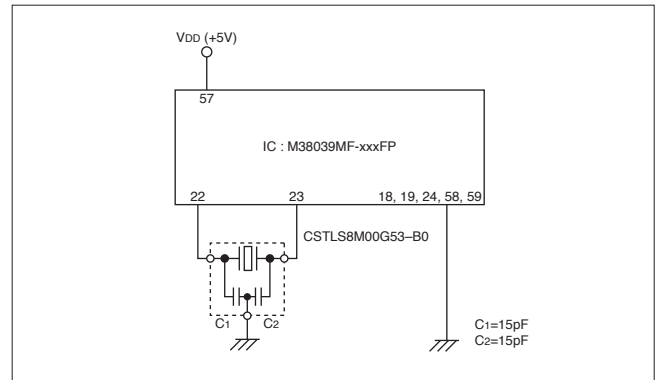 VDD (+5V)
57
IC : M38039MF-xxxFP
22 23 18, 19, 24, 58, 59
CSTLS8M00G53–B0
C1 C2
C1=15pF
C2=15pF